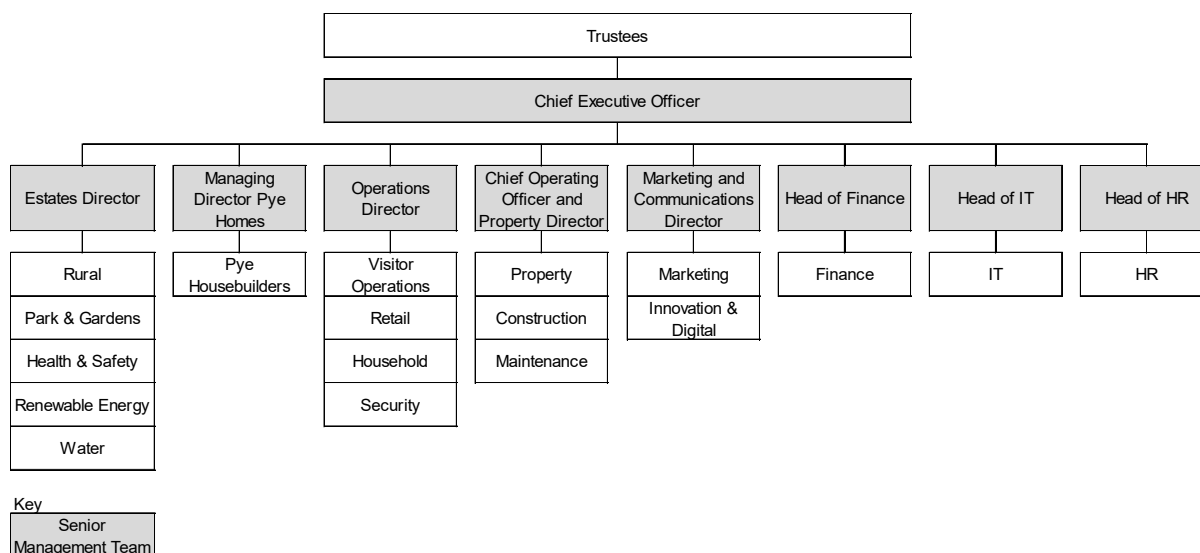 Trustees
Chief Executive Officer
Estates Director
Managing
Director Pye
Homes
Operations
Director
Chief Operating
Officer and
Property Director
Marketing and
Communications
Director
Head of Finance
Head of IT
Head of HR
Rural
Pye
Housebuilders
Visitor
Operations
Property
Marketing
Finance
IT
HR
Park & Gardens
Retail
Construction
Innovation &
Digital
Health & Safety
Household
Maintenance
Renewable Energy
Security
Water
Key
Senior
Management Team